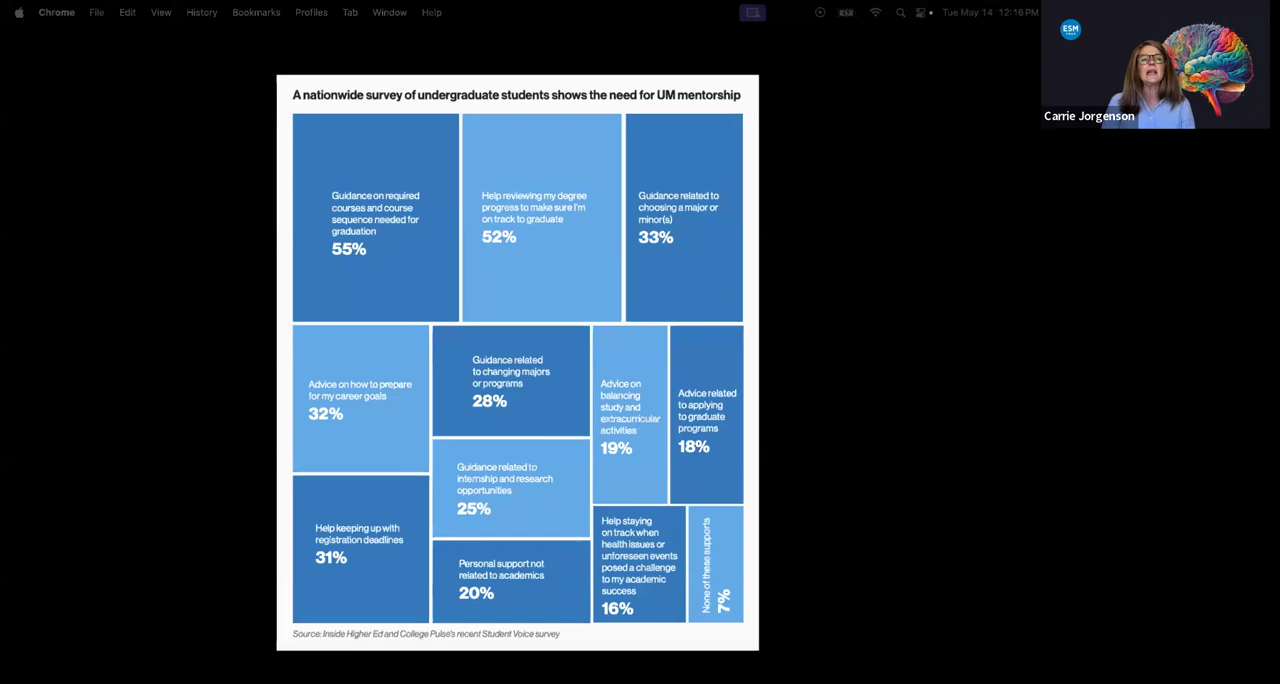 Chrome File Edit View History Bookmarks Profiles Tab Window Help Tue May 14 12:16 PM
ESM
Carrie Jorgenson
A nationwide survey of undergraduate students shows the need for UM mentorship
Guidance on required
courses and course
sequence needed for
graduation
55%
Help reviewing my degree
progress to make sure I'm
on track to graduate
52%
Guidance related to
choosing a major or
minor(s)
33%
Advice on how to prepare
for my career goals
32%
Guidance related
to changing majors
or programs
28%
Advice on
balancing
study and
extracurricular
activities
19%
Advice related
to applying
to graduate
programs
18%
Guidance related to
internship and research
opportunities
25%
Help keeping up with
registration deadlines
31%
Personal support not
related to academics
20%
Help staying
on track when
health issues or
unforeseen events
posed a challenge
to my academic
success
16%
None of these supports
7%
Source: Inside Higher Ed and College Pulse's recent Student Voice survey